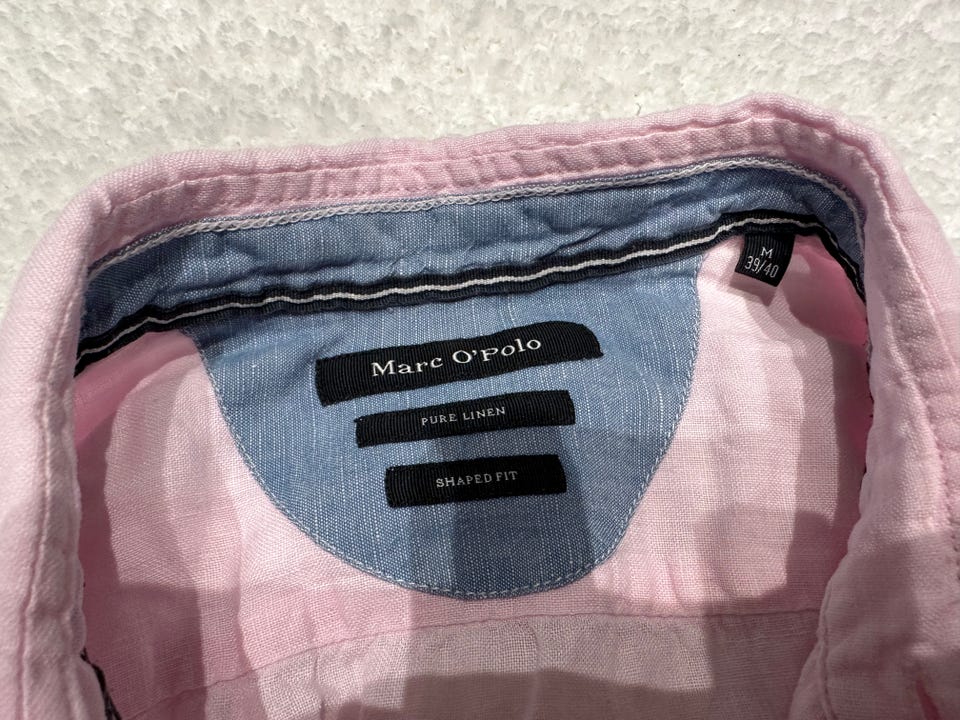 M
39/40
Marc O'Polo
PURE LINEN
SHAPED FIT